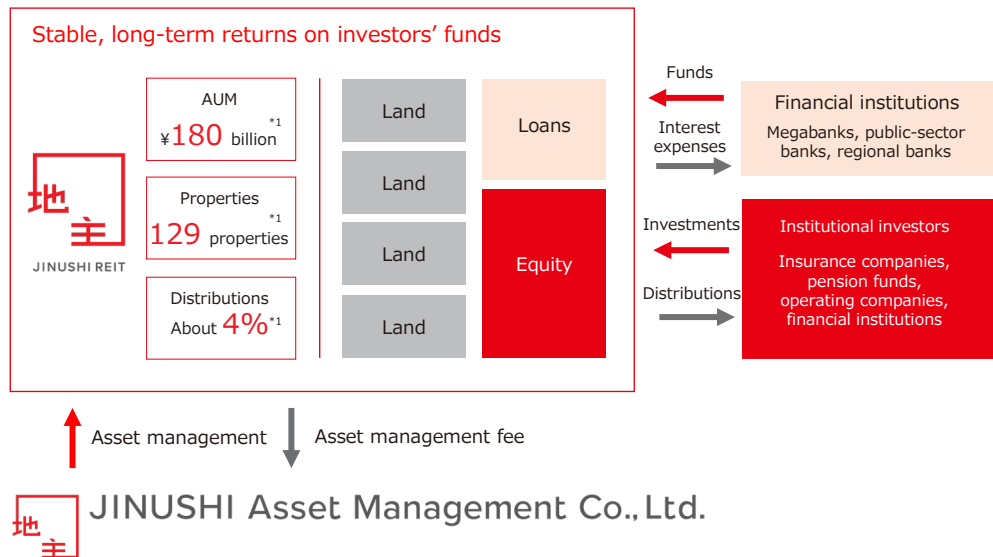 Stable, long-term returns on investors’ funds
地
主
JINUSHI REIT
AUM
¥180 billion *1
Properties
129 properties *1
Distributions
About 4% *1
Land
Land
Land
Land
Loans
Equity
Funds
Interest
expenses
Financial institutions
Megabanks, public-sector
banks, regional banks
Investments
Distributions
Institutional investors
Insurance companies,
pension funds,
operating companies,
financial institutions
Asset management
Asset management fee
地
主
JINUSHI Asset Management Co., Ltd.